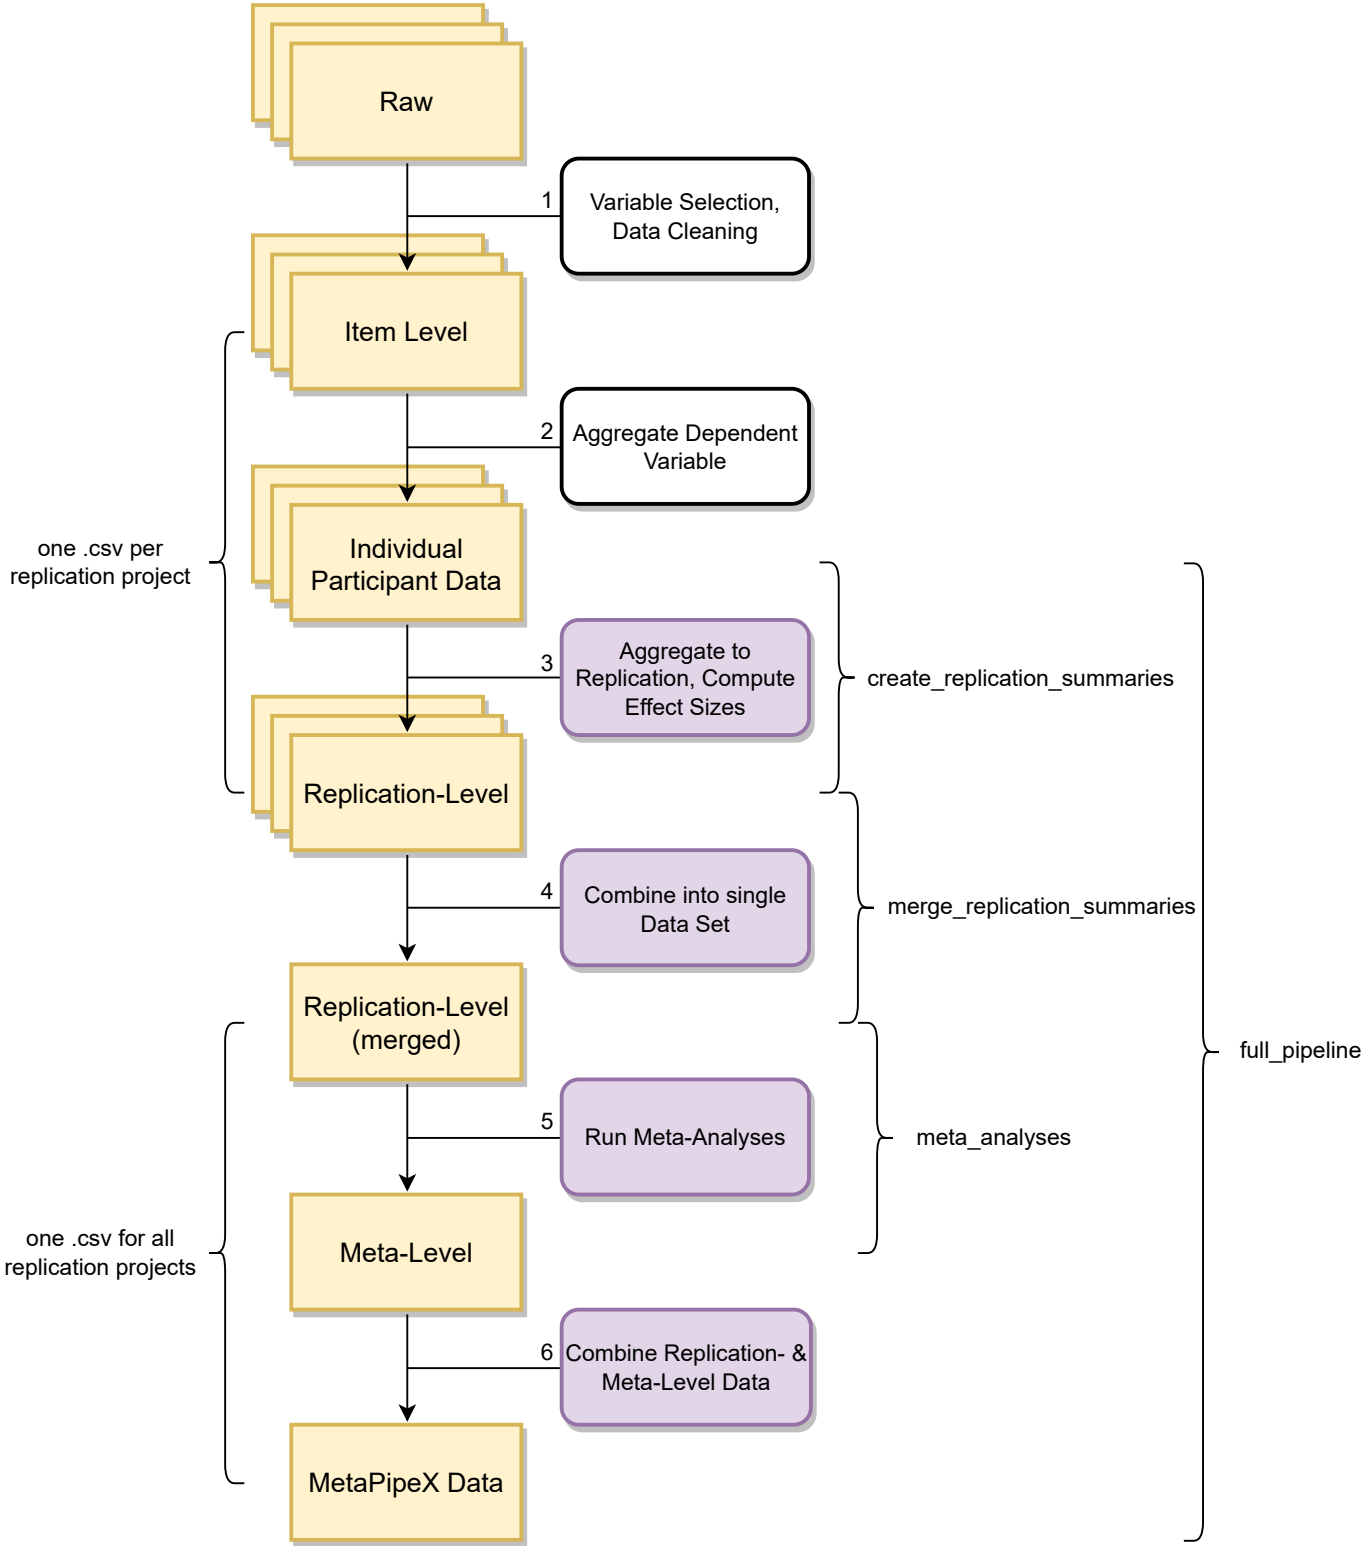 Raw
1
Variable Selection,
Data Cleaning
Item Level
2
Aggregate Dependent
Variable
one .csv per
replication project
Individual
Participant Data
3
Aggregate to
Replication, Compute
Effect Sizes
create_replication_summaries
Replication-Level
4
Combine into single
Data Set
merge_replication_summaries
Replication-Level
(merged)
full_pipeline
5
Run Meta-Analyses
meta_analyses
one .csv for all
replication projects
Meta-Level
6
Combine Replication- &
Meta-Level Data
MetaPipeX Data